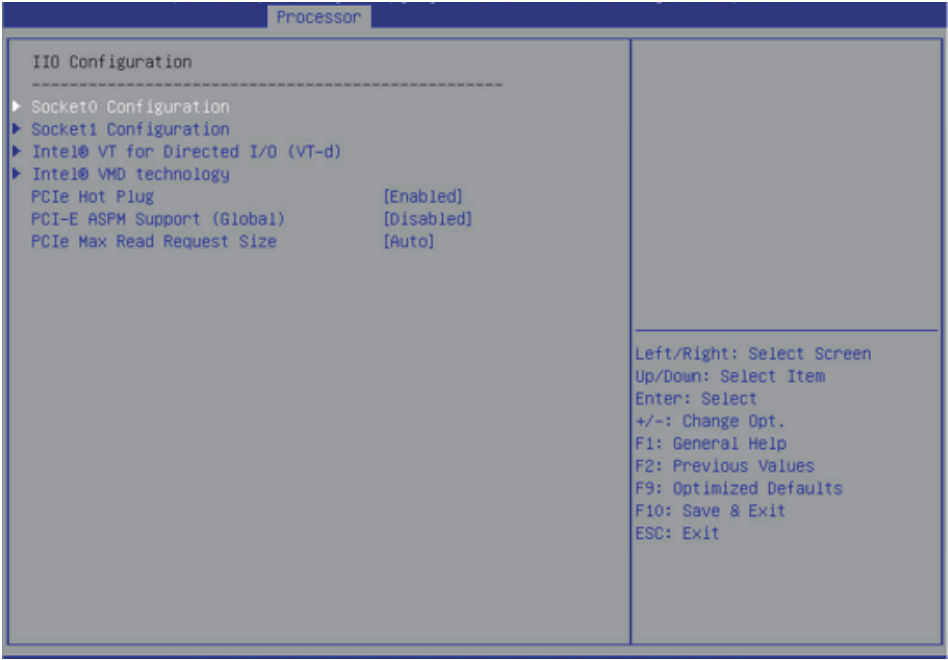 Processor
IIO Configuration
--------------------------------------------------
Socket0 Configuration
Socket1 Configuration
Intel® VT for Directed I/O (VT-d)
Intel® VMD technology
PCIe Hot Plug [Enabled]
PCI-E ASPM Support (Global) [Disabled]
PCIe Max Read Request Size [Auto]
Left/Right: Select Screen
Up/Down: Select Item
Enter: Select
+/-: Change Opt.
F1: General Help
F2: Previous Values
F9: Optimized Defaults
F10: Save & Exit
ESC: Exit